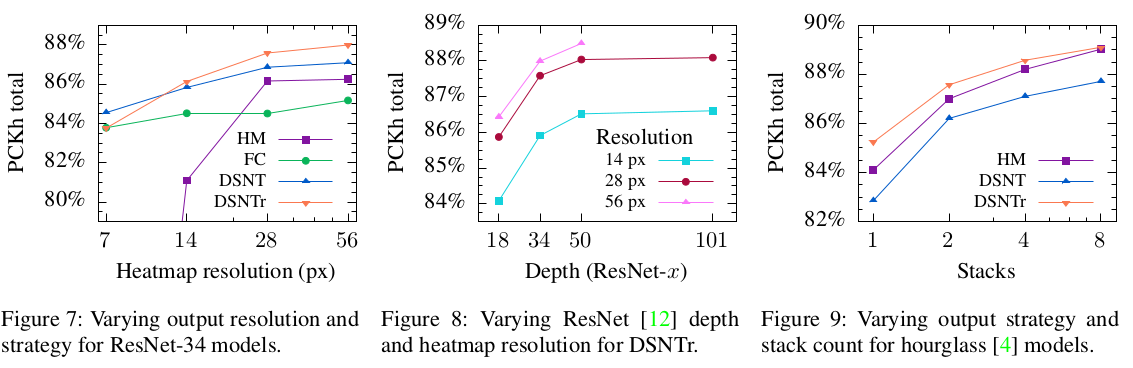 PCKh total
88%
86%
84%
82%
80%
HM
FC
DSNT
DSNTr
7 14 28 56
Heatmap resolution (px)
Figure 7: Varying output resolution and
strategy for ResNet-34 models.
PCKh total
89%
88%
87%
86%
85%
84%
Resolution
14 px
28 px
56 px
18 34 50 101
Depth (ResNet-x)
Figure 8: Varying ResNet [12] depth
and heatmap resolution for DSNTr.
PCKh total
90%
88%
86%
84%
82%
HM
DSNT
DSNTr
1 2 4 8
Stacks
Figure 9: Varying output strategy and
stack count for hourglass [4] models.